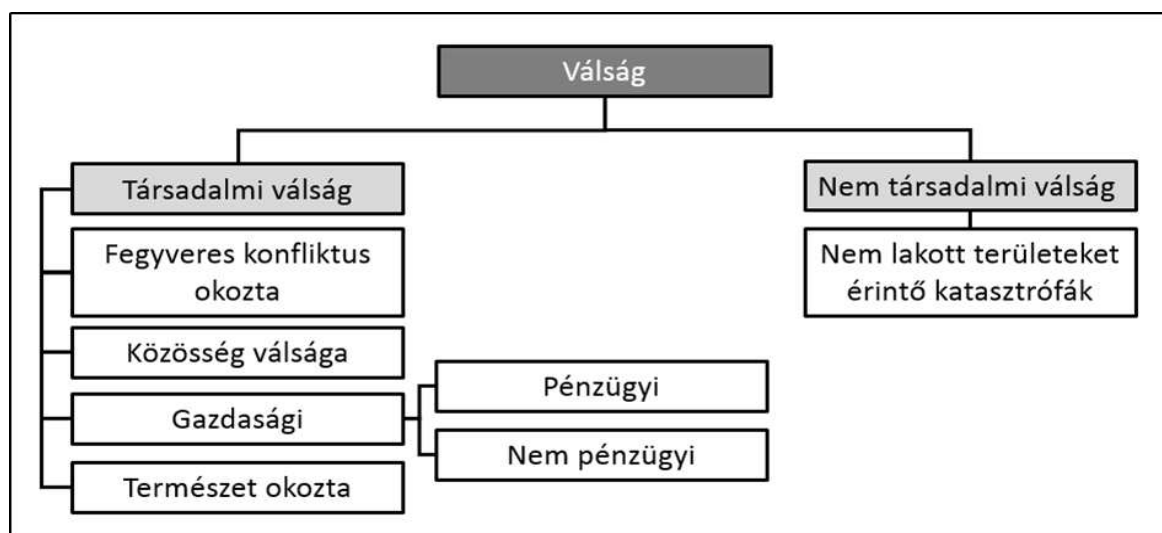 Válság
Társadalmi válság
Fegyveres konfliktus
okozta
Közösség válsága
Gazdasági
Pénzügyi
Nem pénzügyi
Természet okozta
Nem társadalmi válság
Nem lakott területeket
érintő katasztrófák